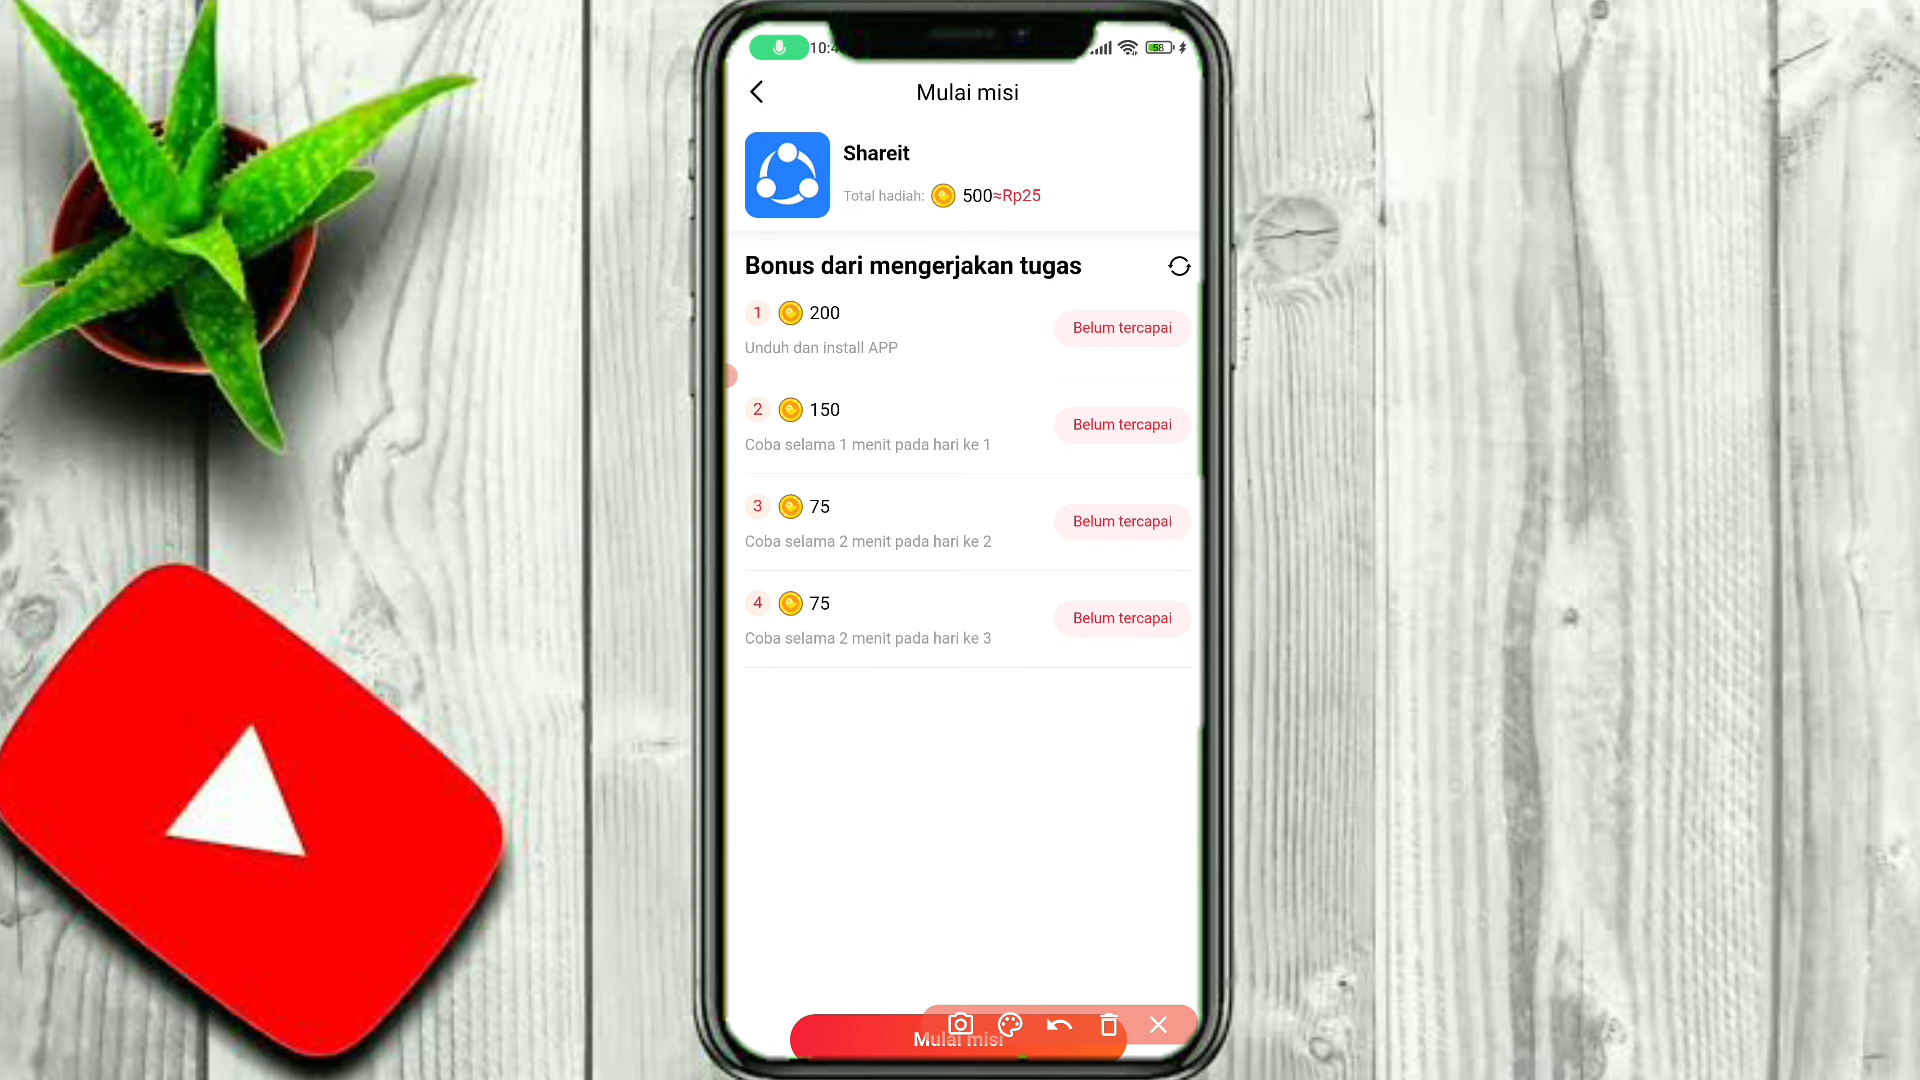 10:4
58
Mulai misi
Shareit
Total hadiah: 500≈Rp25
Bonus dari mengerjakan tugas
1 200
Unduh dan install APP
Belum tercapai
2 150
Coba selama 1 menit pada hari ke 1
Belum tercapai
3 75
Coba selama 2 menit pada hari ke 2
Belum tercapai
4 75
Coba selama 2 menit pada hari ke 3
Belum tercapai
Mulai misi